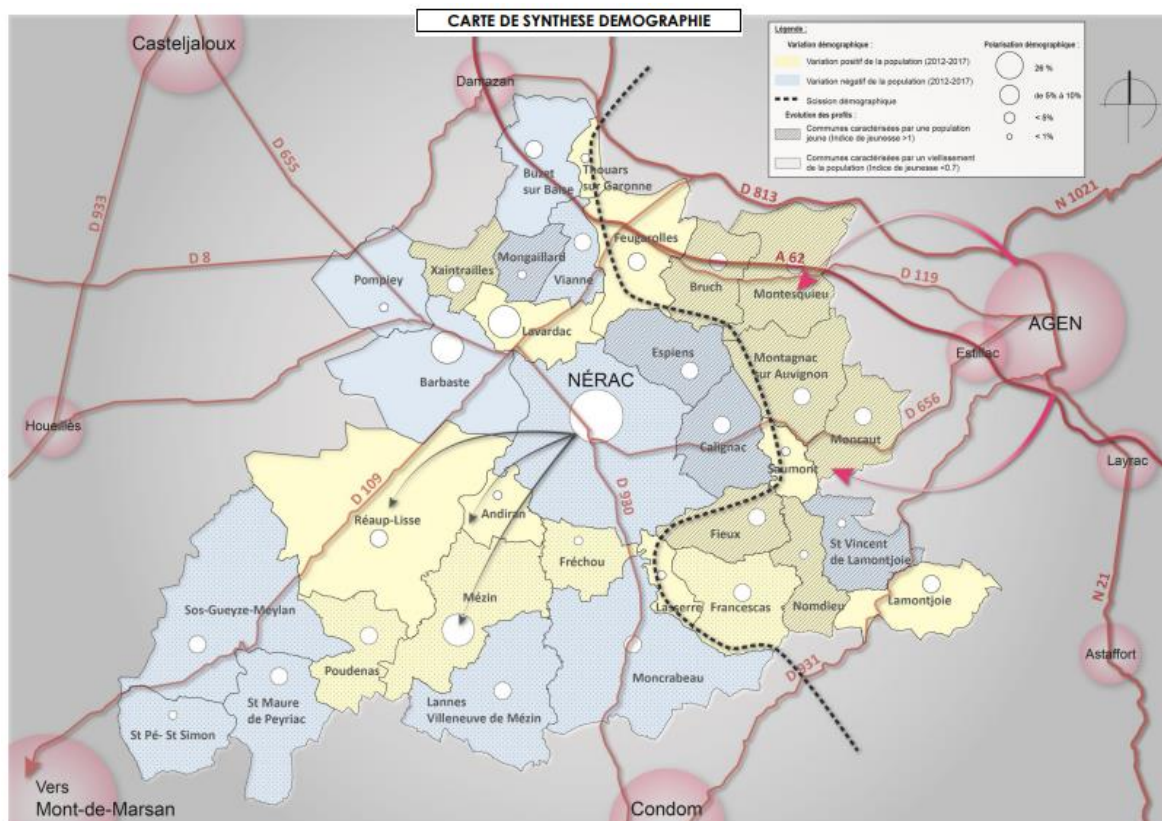 CARTE DE SYNTHESE DEMOGRAPHIE
Légende :
Variation démographique :
Variation positif de la population (2012-2017)
Variation négatif de la population (2012-2017)
Scission démographique
Evolution des profils :
Communes caractérisées par une population
jeune (Indice de jeunesse >1)
Communes caractérisées par un vieillissement
de la population (Indice de jeunesse <0.7)
Polarisation démographique :
26 %
de 5% à 10%
< 5%
< 1%
Casteljaloux
Damazan
D 655
D 933
Buzet
sur Baïse
Thouars
sur Garonne
D 813
N 1021
D 8
Feugarolles
A 62
D 119
Mongaillard
Xaintrailles
Vianne
Pompiey
Bruch
Montesquieu
AGEN
Lavardac
Estillac
Espiens
Montagnac
sur Auvignon
Barbaste
NÉRAC
D 656
Houeillès
Calignac
Moncaut
Layrac
Saumont
D 109
D 930
Réaup-Lisse
Andiran
Fieux
St Vincent
de Lamontjoie
Fréchou
N 21
Mézin
Sos-Gueyze-Meylan
Lasserre
Francescas
Nomdieu
Lamontjoie
Poudenas
D 931
Astaffort
Moncrabeau
St Maure
de Peyriac
Lannes
Villeneuve de Mézin
St Pé- St Simon
Vers
Mont-de-Marsan
Condom